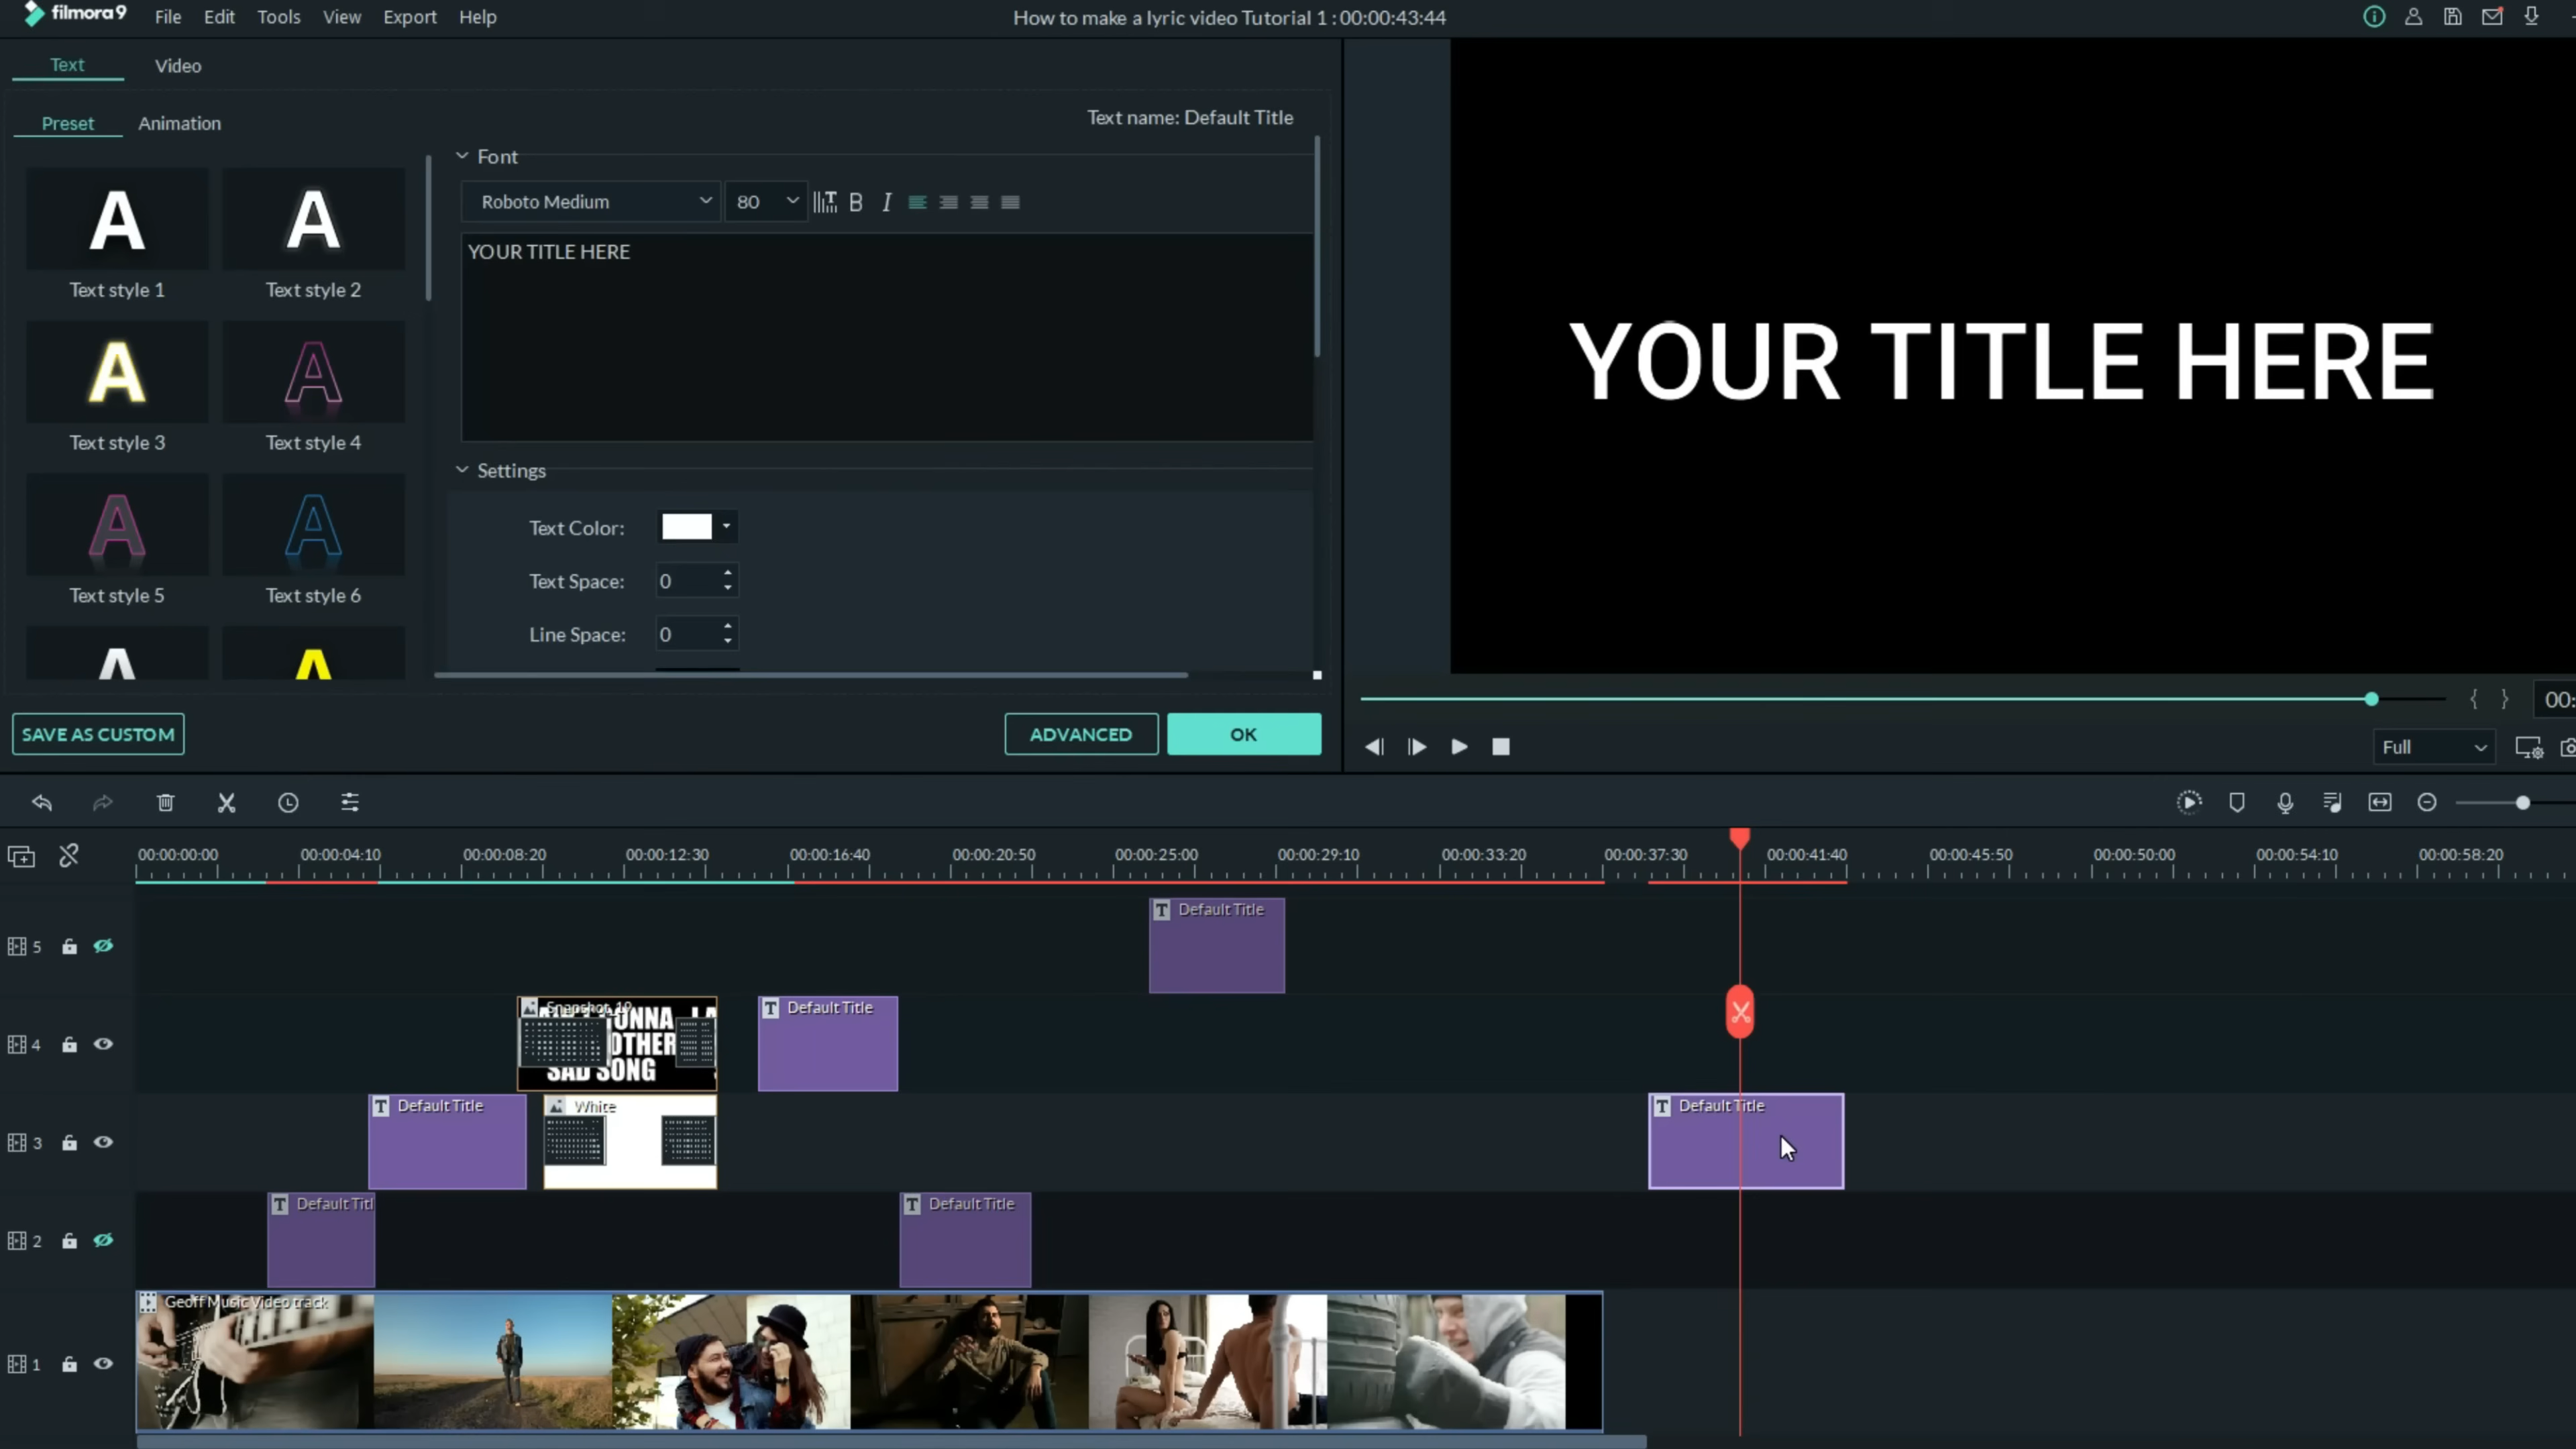 filmora9 File Edit Tools View Export Help
How to make a lyric video Tutorial 1 : 00:00:43:44
Text Video
Preset Animation
Text name: Default Title
Text style 1
Text style 2
Text style 3
Text style 4
Text style 5
Text style 6
Font
Roboto Medium 80 B I
YOUR TITLE HERE
Settings
Text Color:
Text Space: 0
Line Space: 0
SAVE AS CUSTOM ADVANCED OK
YOUR TITLE HERE
{ } 00:
Full
00:00:00:00 00:00:04:10 00:00:08:20 00:00:12:30 00:00:16:40 00:00:20:50 00:00:25:00 00:00:29:10 00:00:33:20 00:00:37:30 00:00:41:40 00:00:45:50 00:00:50:00 00:00:54:10 00:00:58:20
5 Default Title
4 Default Title
SAD SONG
3 Default Title White Default Title
2 Default Titl Default Title
1 Geoff Music Video track